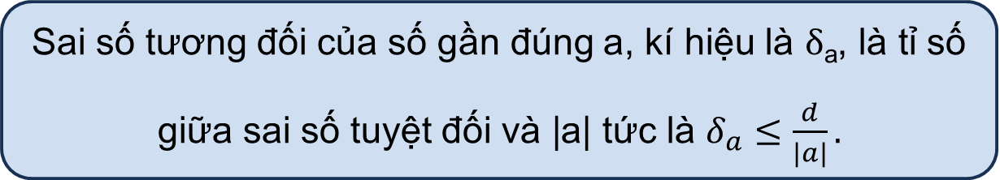 Sai số tương đối của số gần đúng a, kí hiệu là δₐ, là tỉ số
giữa sai số tuyệt đối và |a| tức là 𝛿ₐ ≤ d/|a|.